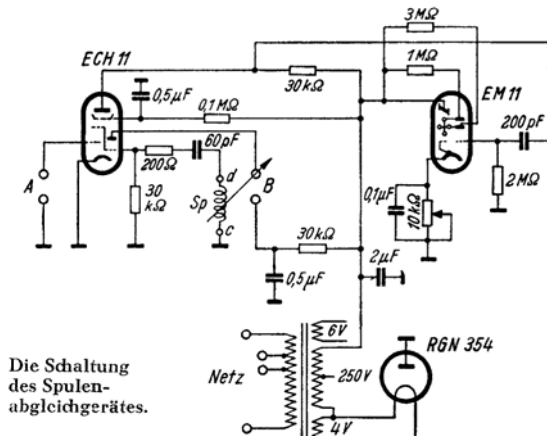 ECH 11
0,5µF
30kΩ
0,1MΩ
3MΩ
1MΩ
EM 11
200pF
60pF
200Ω
A
30
kΩ
Sp
d
c
B
0,1µF
10kΩ
2MΩ
30kΩ
0,5µF
2µF
6V
Netz
250V
4V
RGN 354
Die Schaltung
des Spulen-
abgleichgerätes.